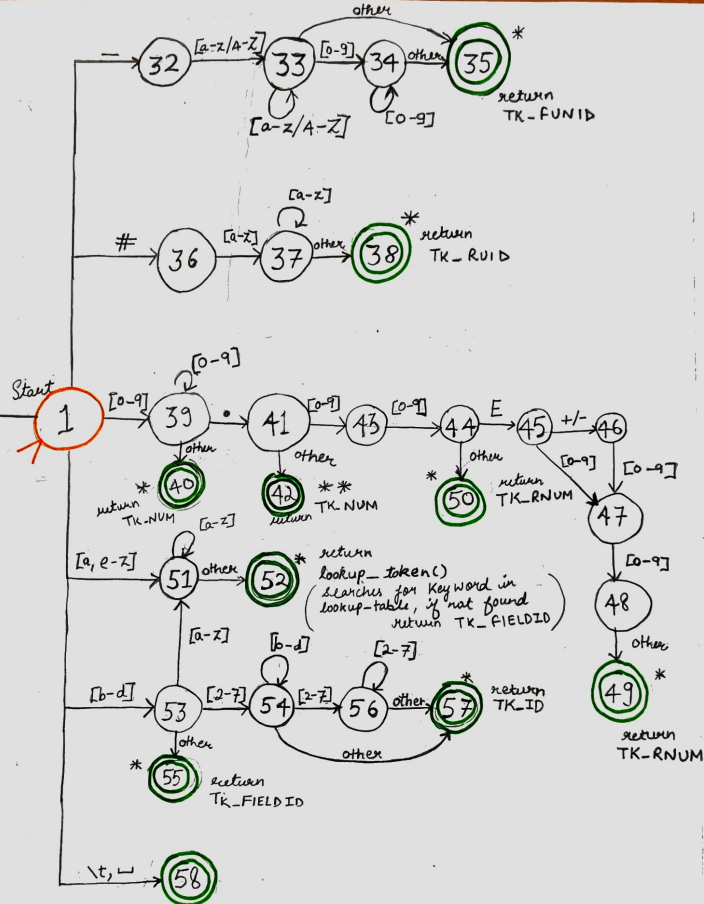 other
_ 32 [a-z/A-Z] 33 [0-9] 34 other 35 *
[a-z/A-Z] [0-9] return
TK_FUNID
[a-z]
# 36 [a-z] 37 other 38 * return
TK_RUID
[0-9]
Start
1 [0-9] 39 . 41 [0-9] 43 [0-9] 44 E 45 +/- 46
other other other [0-9] [0-9]
* 40 42 ** * 50 return
return return TK_NUM TK_RNUM 47
TK_NUM
[a-z] [0-9]
[a, e-z] 51 other 52 * return
lookup_token()
(searches for keyword in
lookup-table, if not found
return TK_FIELDID)
48
[a-z] [b-d] [2-7] other
[b-d] 53 [2-7] 54 [2-7] 56 other 57 * return
TK_ID
49 *
other other return
TK_RNUM
* 55 return
TK_FIELDID
\t, ⎵ 58